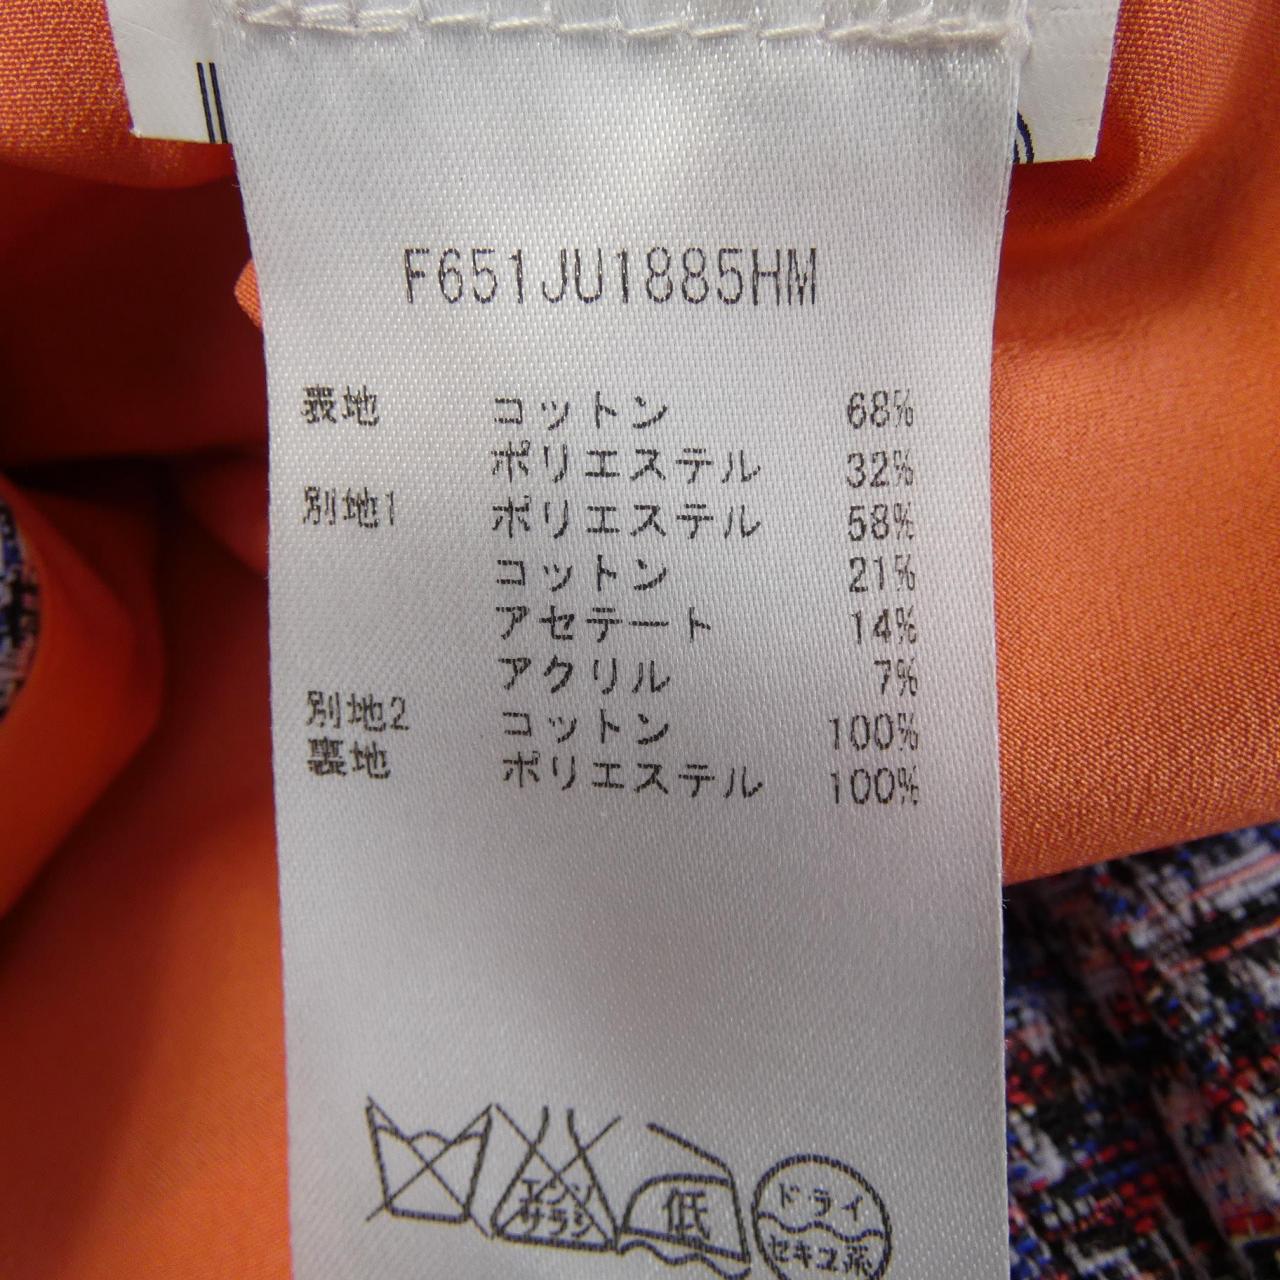 F651JU1885HM
表地 コットン 68%
ポリエステル 32%
別地1 ポリエステル 58%
コットン 21%
アセテート 14%
アクリル 7%
別地2 コットン 100%
裏地 ポリエステル 100%
エンソ
サラシ
低
ドライ
セキユ系